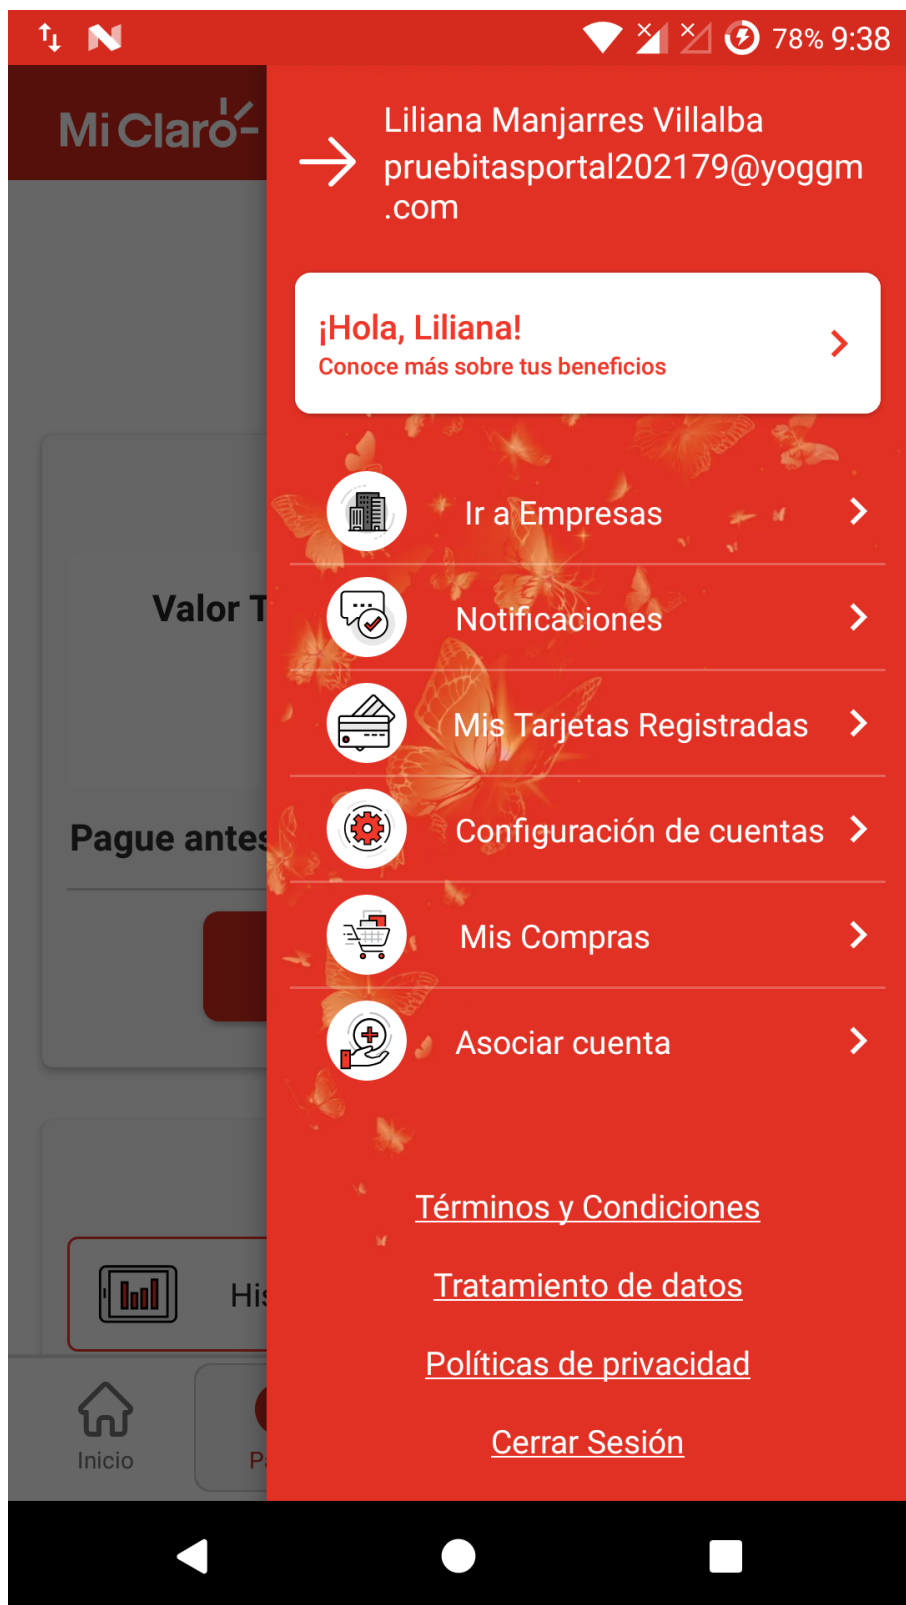 78% 9:38
Mi Claro
Liliana Manjarres Villalba
pruebitasportal202179@yoggm
.com
¡Hola, Liliana!
Conoce más sobre tus beneficios
Ir a Empresas
Notificaciones
Mis Tarjetas Registradas
Configuración de cuentas
Mis Compras
Asociar cuenta
Términos y Condiciones
Tratamiento de datos
Políticas de privacidad
Cerrar Sesión
Valor T
Pague antes
His
Inicio
Pa